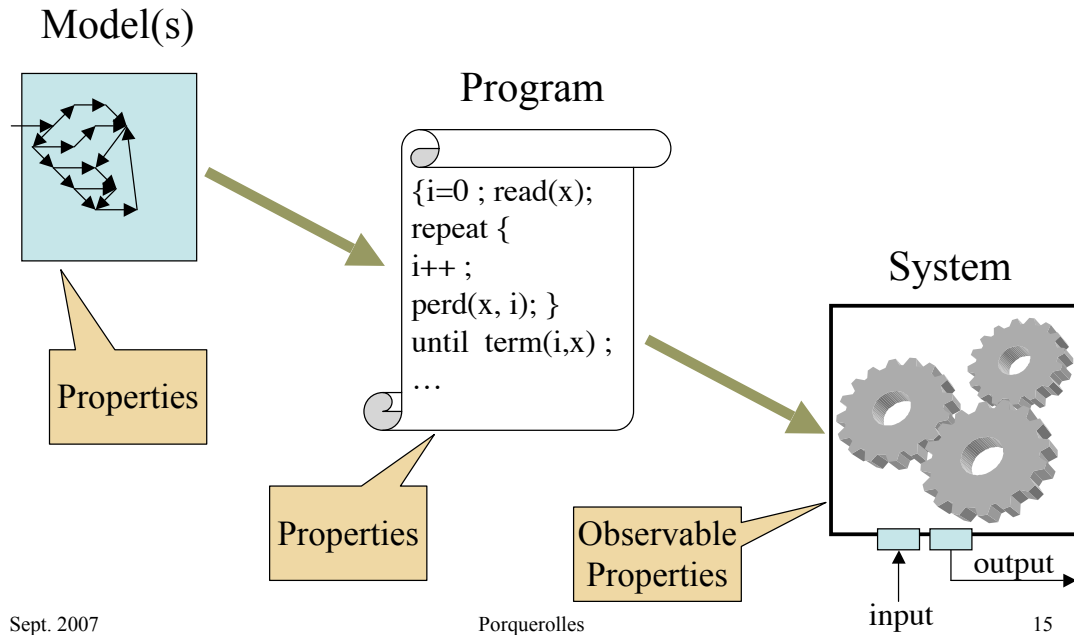 Model(s)
Program
{i=0 ; read(x);
repeat {
i++ ;
perd(x, i); }
until  term(i,x) ;
…
System
Properties
Properties
Observable
Properties
input
output
Sept. 2007
Porquerolles
15